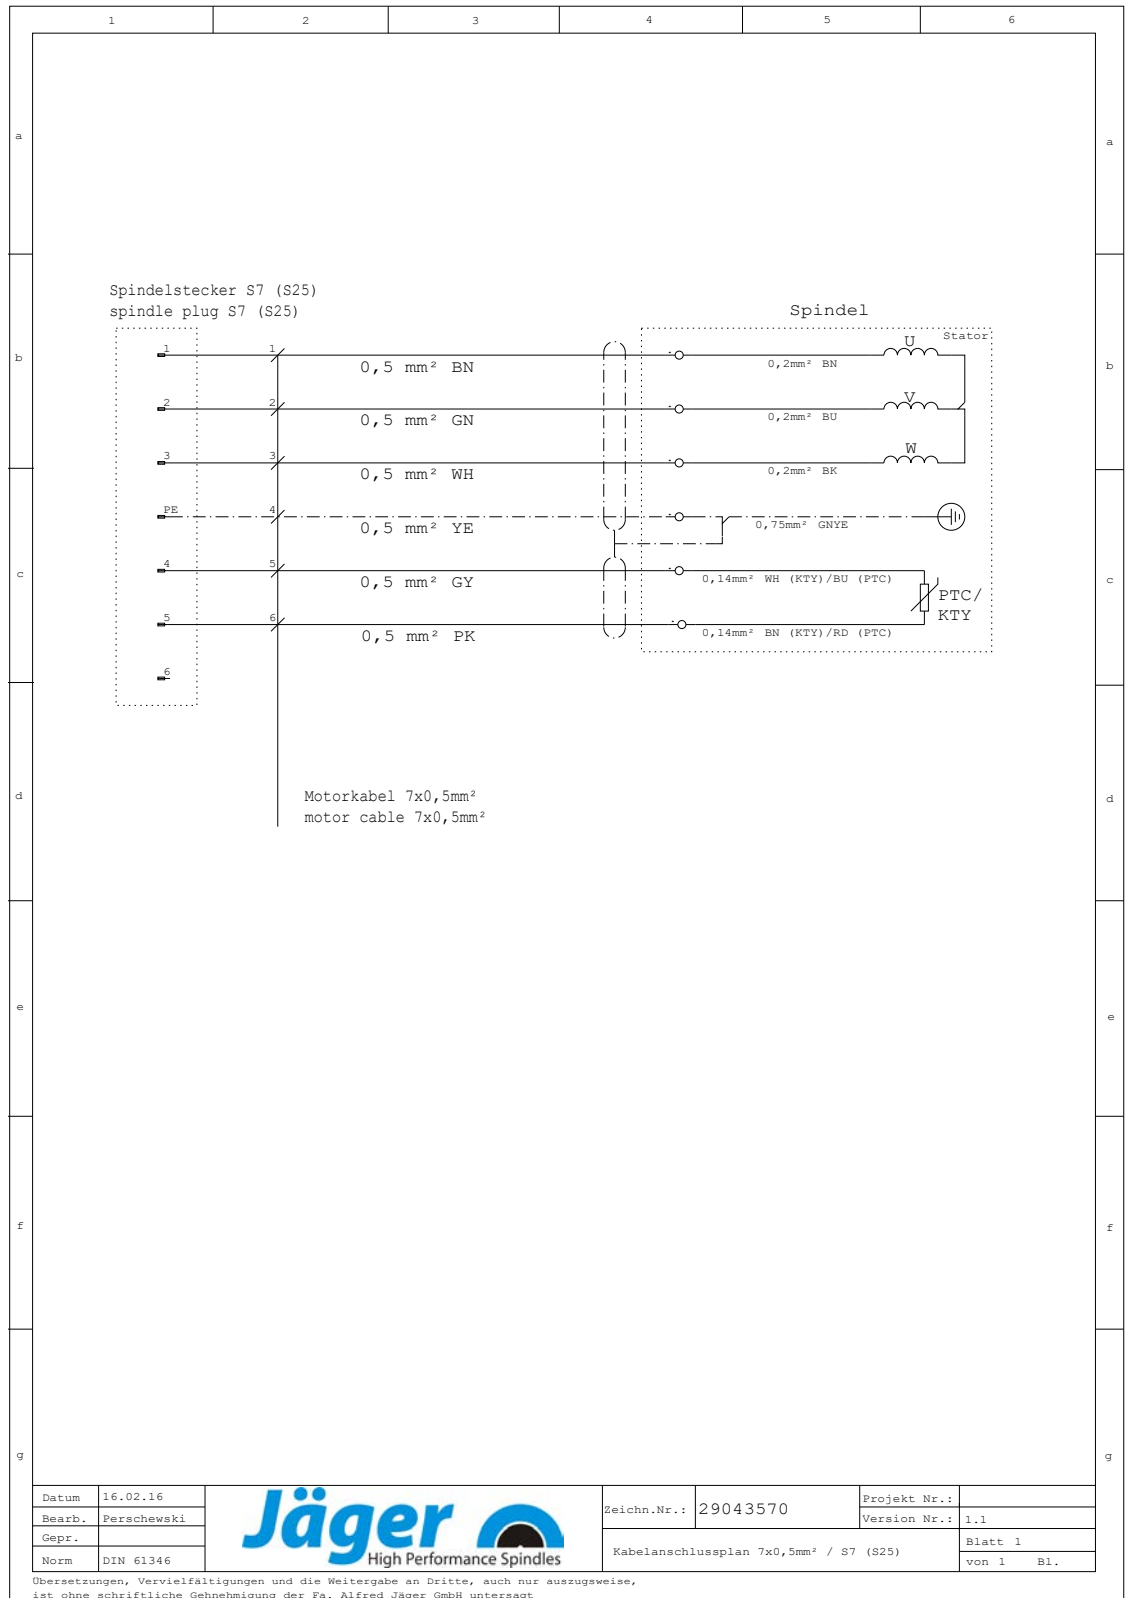 1 2 3 4 5 6
a a
Spindelstecker S7 (S25)
spindle plug S7 (S25)
Spindel
Stator
b b
1 1 0,5 mm² BN 0,2mm² BN U
2 2 0,5 mm² GN 0,2mm² BU V
3 3 0,5 mm² WH 0,2mm² BK W
PE 4 0,5 mm² YE 0,75mm² GNYE
c c
4 5 0,5 mm² GY 0,14mm² WH (KTY)/BU (PTC)
PTC/
KTY
5 6 0,5 mm² PK 0,14mm² BN (KTY)/RD (PTC)
6
d d
Motorkabel 7x0,5mm²
motor cable 7x0,5mm²
e e
f f
g g
Datum 16.02.16
Bearb. Perschewski
Gepr.
Norm DIN 61346
Jäger
High Performance Spindles
Zeichn.Nr.: 29043570
Kabelanschlussplan 7x0,5mm² / S7 (S25)
Projekt Nr.:
Version Nr.: 1.1
Blatt 1
von 1 Bl.
Übersetzungen, Vervielfältigungen und die Weitergabe an Dritte, auch nur auszugsweise,
ist ohne schriftliche Gehnehmigung der Fa. Alfred Jäger GmbH untersagt